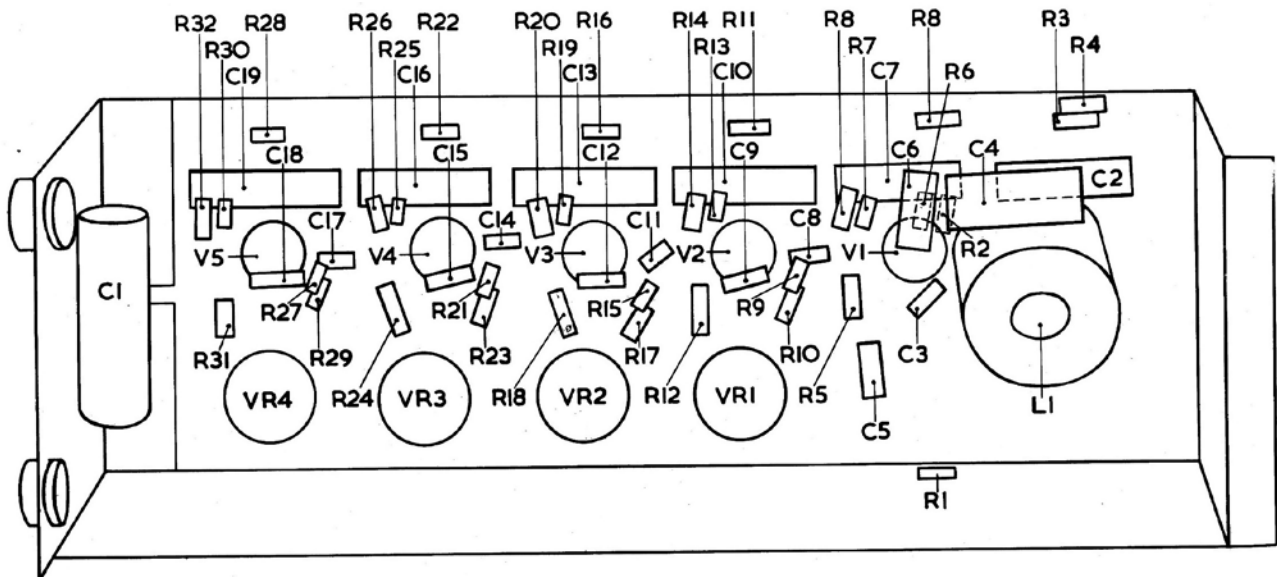 R32 R28 R26 R22 R20 R16 R14 R11 R8 R8 R3
R30 R25 R19 R13 R7 C7 R6 R4
C19 C16 C13 C10
C18 C15 C12 C9 C6 C4 C2
C17 C14 C11 C8
V5 V4 V3 V2 V1 R2
C1
R27 R21 R15 R9
R31 R29 R23 R17 R10 C3
R24 R18 R12 R5
VR4 VR3 VR2 VR1 L1
C5
R1